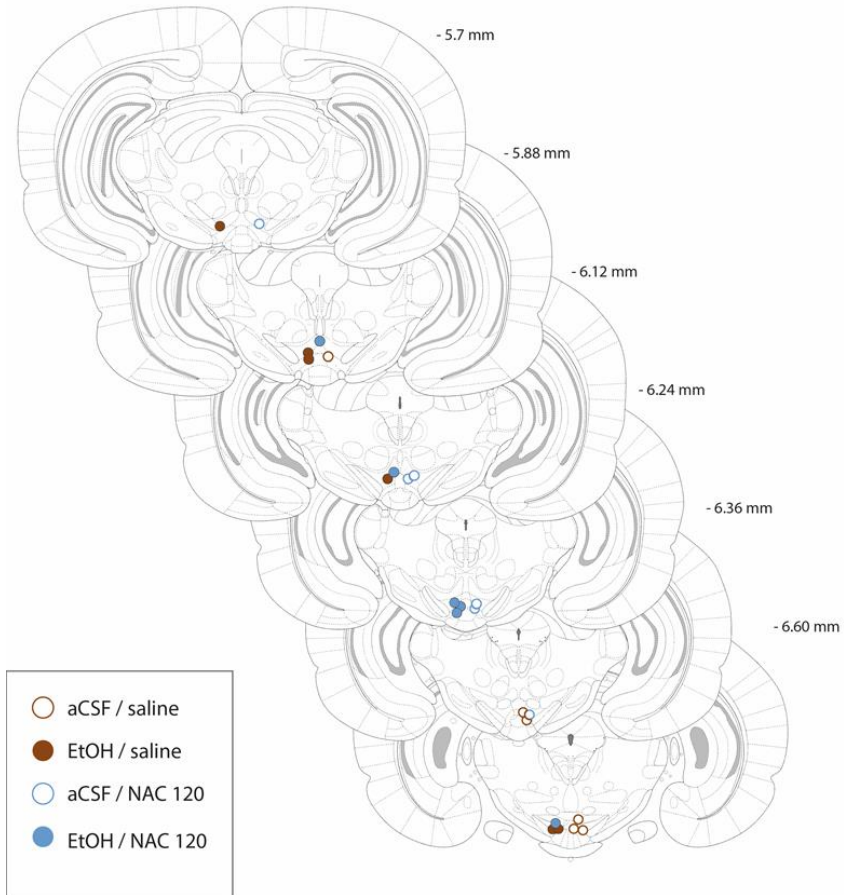 - 5.7 mm
- 5.88 mm
- 6.12 mm
- 6.24 mm
- 6.36 mm
- 6.60 mm
aCSF / saline
EtOH / saline
aCSF / NAC 120
EtOH / NAC 120